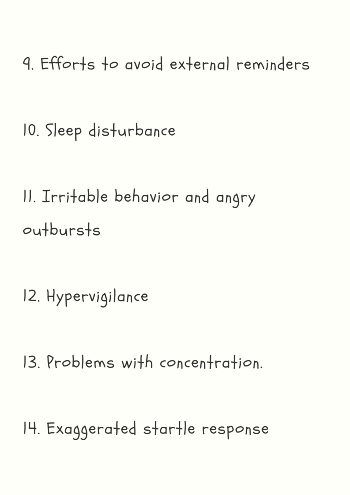 9. Efforts to avoid external reminders
10. Sleep disturbance
11. Irritable behavior and angry
outbursts
12. Hypervigilance
13. Problems with concentration.
14. Exaggerated startle response